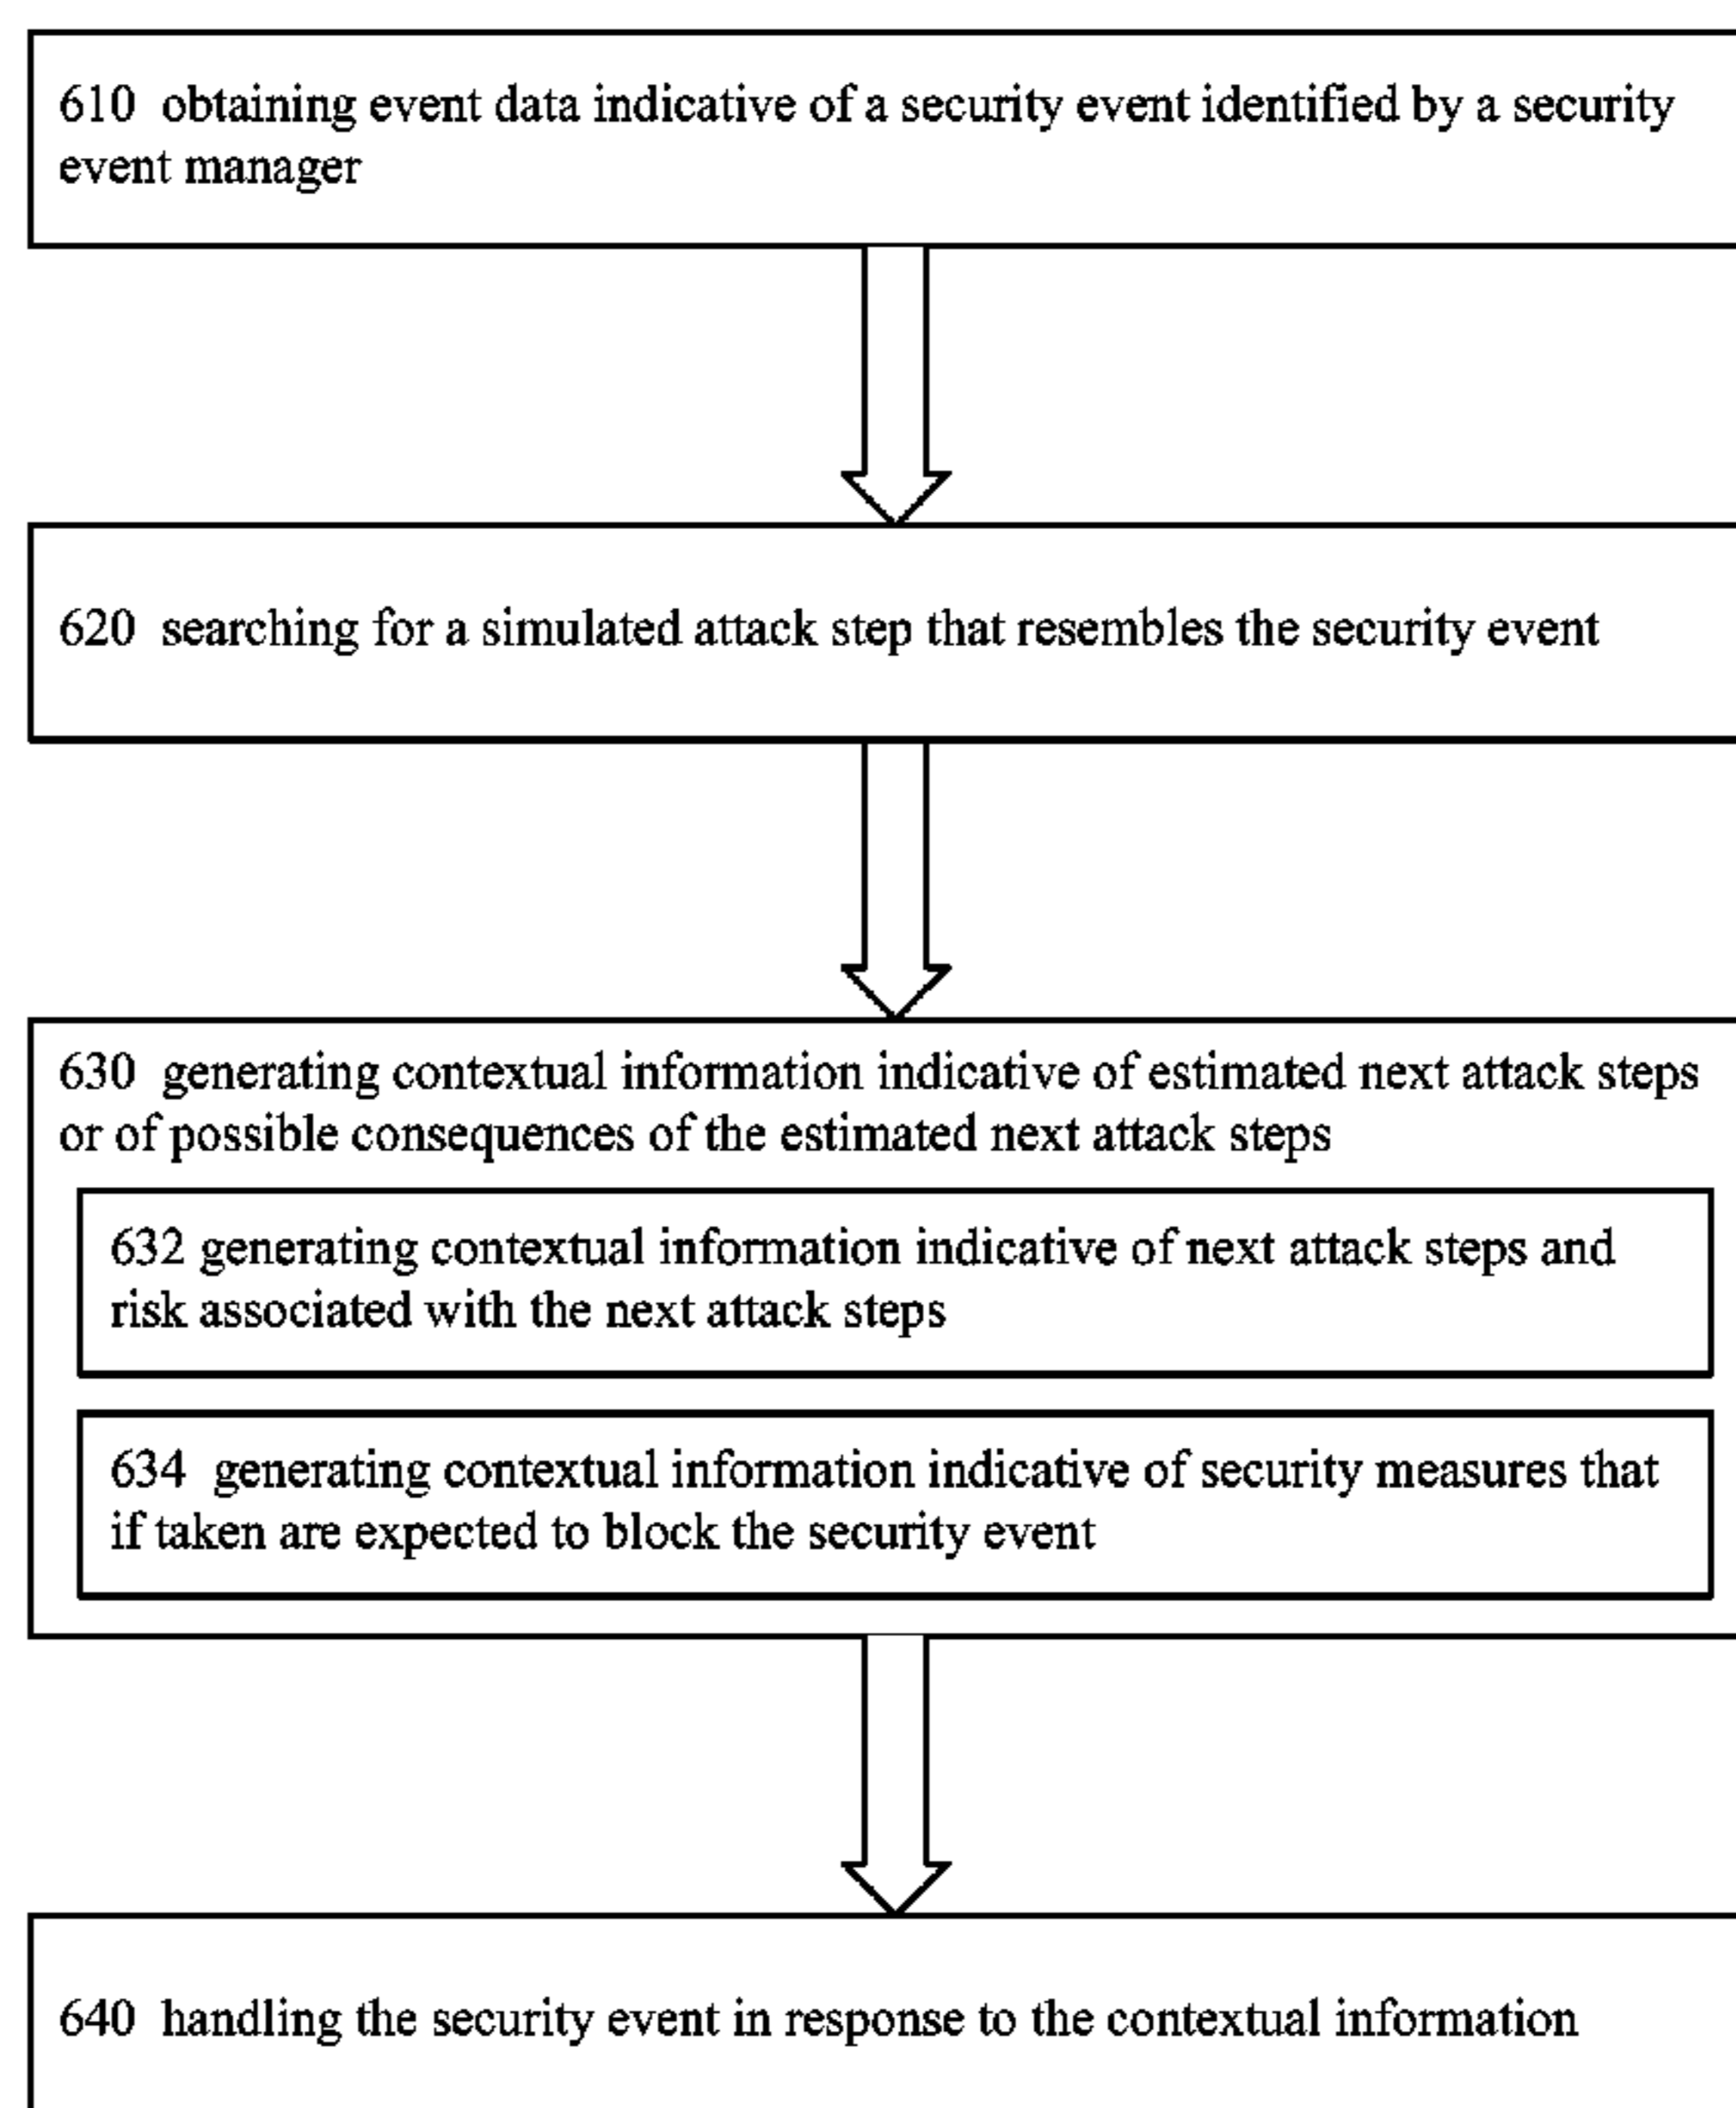 610 obtaining event data indicative of a security event identified by a security
event manager
620 searching for a simulated attack step that resembles the security event
630 generating contextual information indicative of estimated next attack steps
or of possible consequences of the estimated next attack steps
632 generating contextual information indicative of next attack steps and
risk associated with the next attack steps
634 generating contextual information indicative of security measures that
if taken are expected to block the security event
640 handling the security event in response to the contextual information